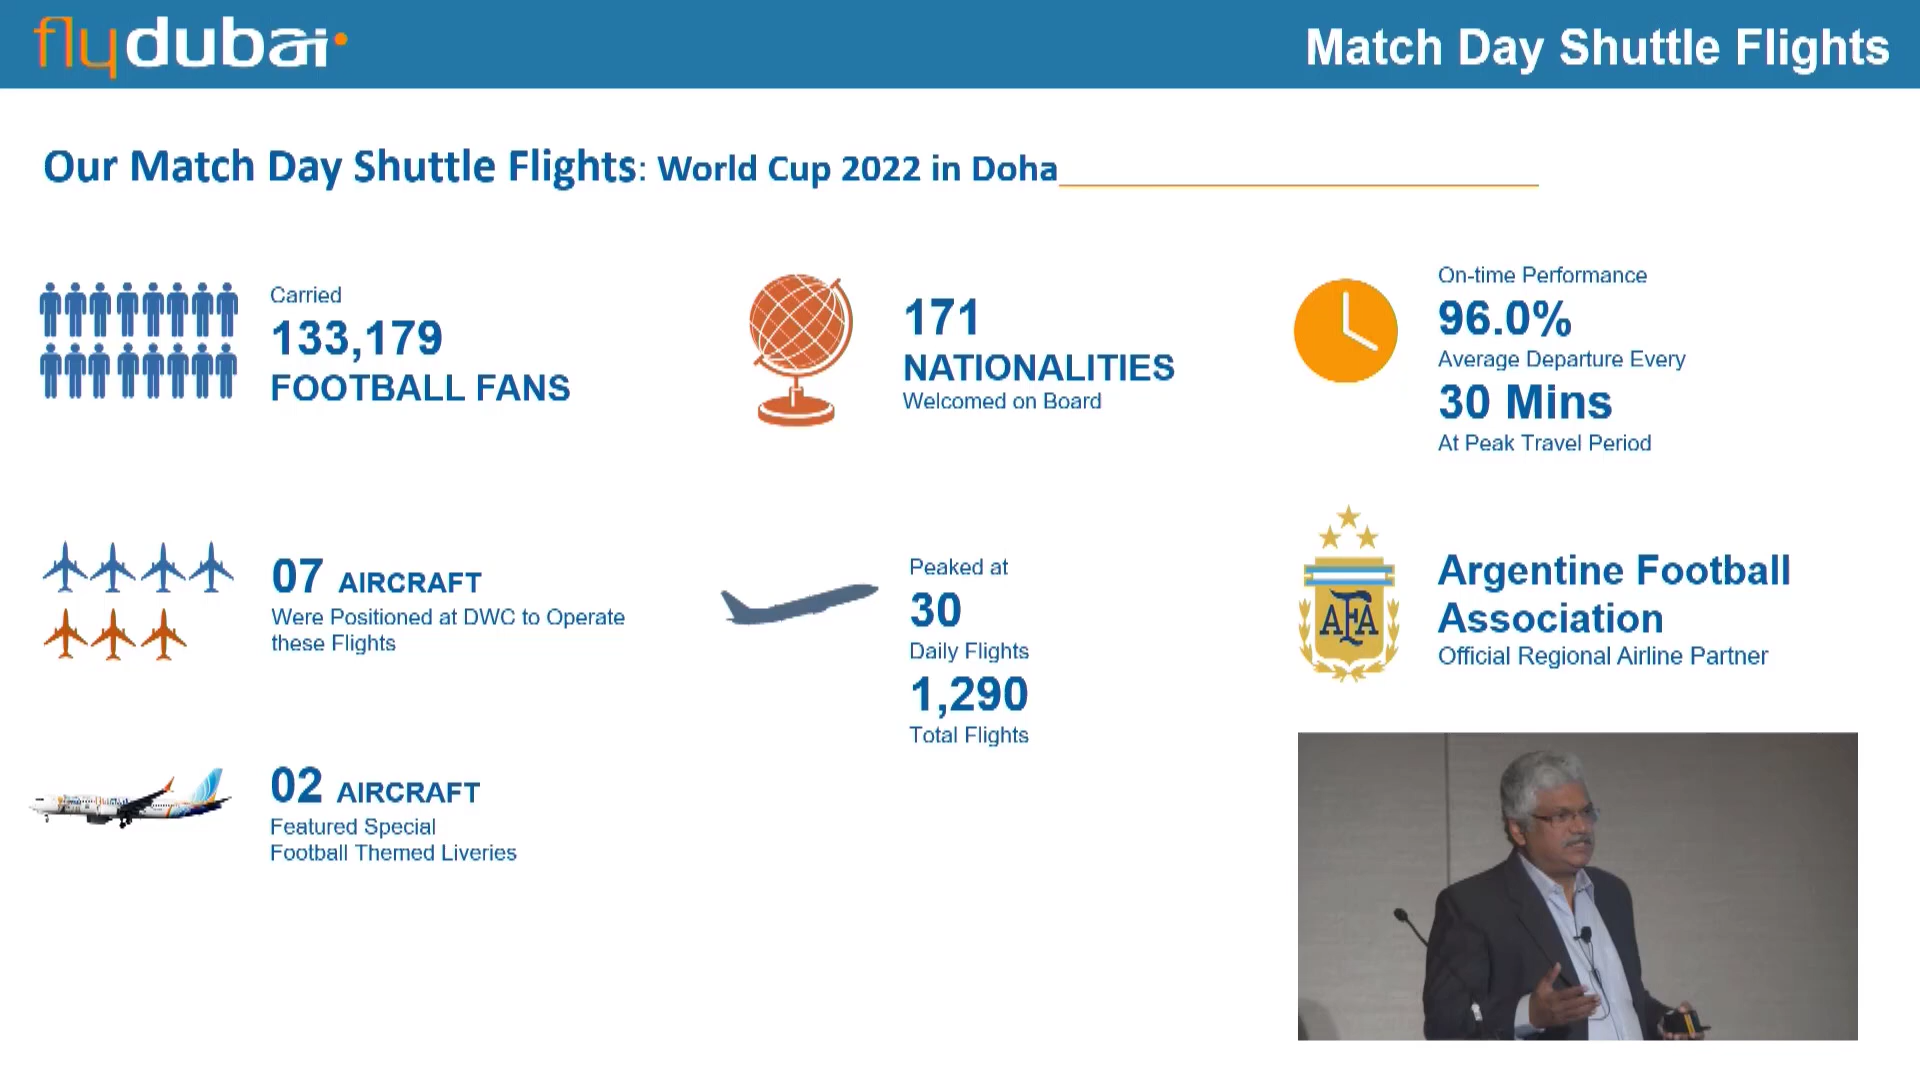 flydubai
Match Day Shuttle Flights
Our Match Day Shuttle Flights: World Cup 2022 in Doha
Carried
133,179
FOOTBALL FANS
171
NATIONALITIES
Welcomed on Board
On-time Performance
96.0%
Average Departure Every
30 Mins
At Peak Travel Period
07 AIRCRAFT
Were Positioned at DWC to Operate
these Flights
Peaked at
30
Daily Flights
1,290
Total Flights
AFA
Argentine Football
Association
Official Regional Airline Partner
02 AIRCRAFT
Featured Special
Football Themed Liveries